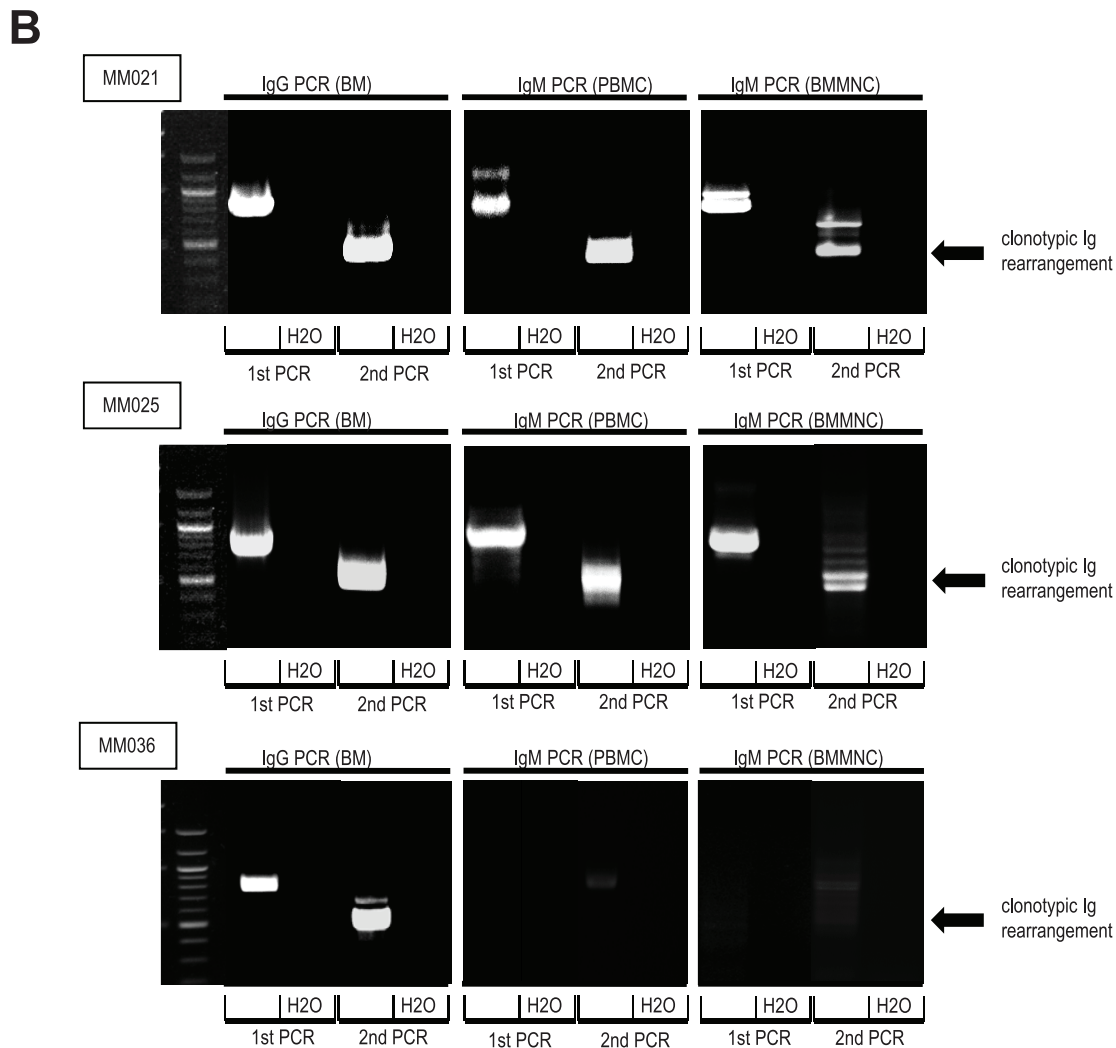 B
MM021
IgG PCR (BM)
IgM PCR (PBMC)
IgM PCR (BMMNC)
clonotypic Ig
rearrangement
H2O
H2O
H2O
H2O
H2O
H2O
1st PCR
2nd PCR
1st PCR
2nd PCR
1st PCR
2nd PCR
MM025
IgG PCR (BM)
IgM PCR (PBMC)
IgM PCR (BMMNC)
clonotypic Ig
rearrangement
H2O
H2O
H2O
H2O
H2O
H2O
1st PCR
2nd PCR
1st PCR
2nd PCR
1st PCR
2nd PCR
MM036
IgG PCR (BM)
IgM PCR (PBMC)
IgM PCR (BMMNC)
clonotypic Ig
rearrangement
H2O
H2O
H2O
H2O
H2O
H2O
1st PCR
2nd PCR
1st PCR
2nd PCR
1st PCR
2nd PCR